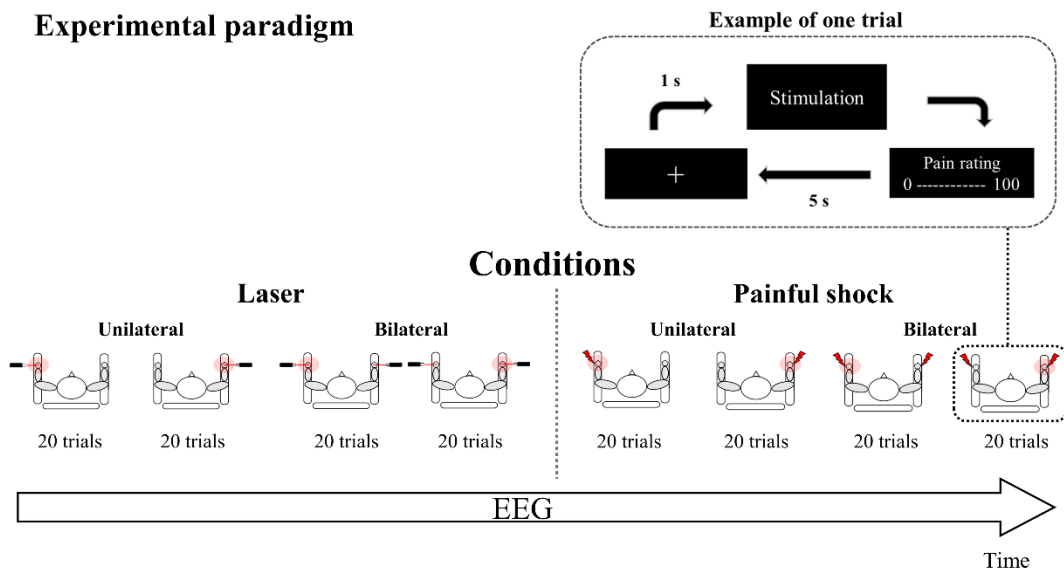 Experimental paradigm
Example of one trial
1 s
Stimulation
+
Pain rating
0 ------------ 100
5 s
Conditions
Laser
Painful shock
Unilateral
Bilateral
Unilateral
Bilateral
20 trials
20 trials
20 trials
20 trials
20 trials
20 trials
20 trials
20 trials
EEG
Time